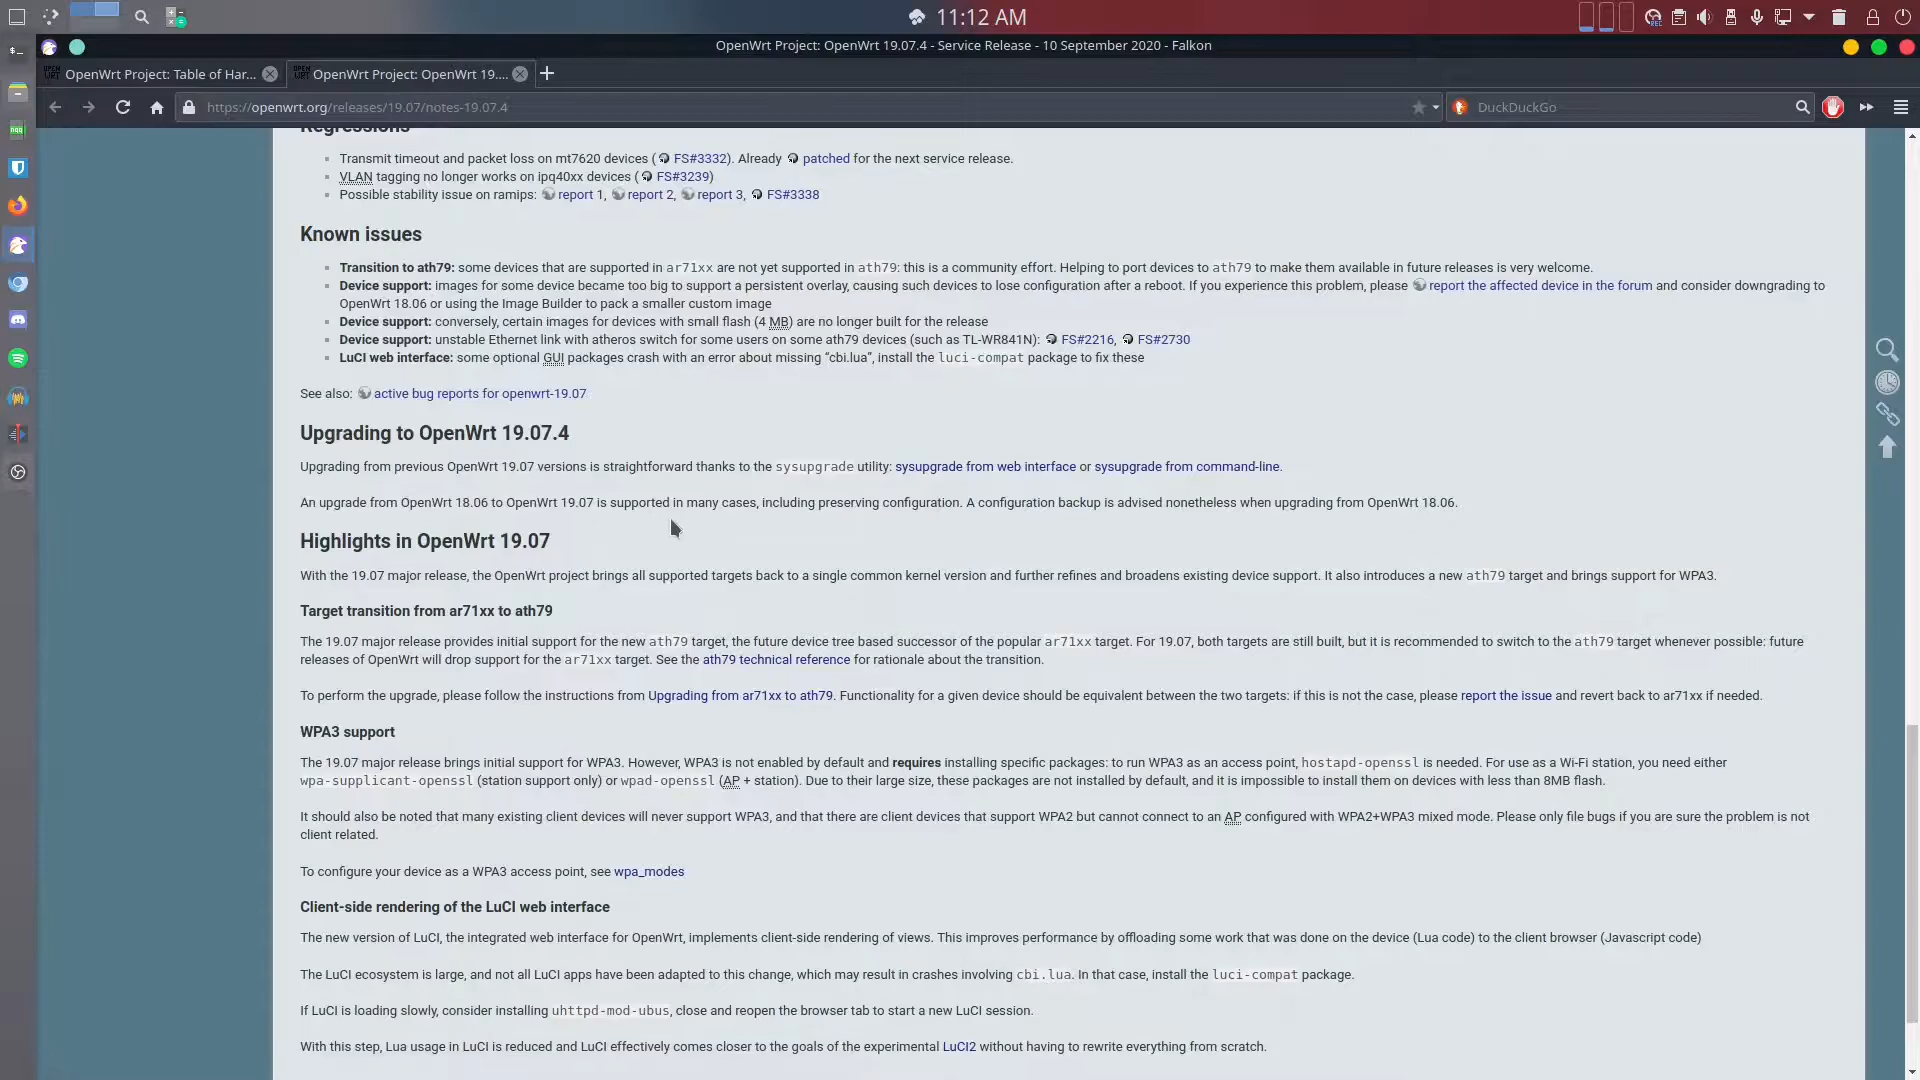 11:12 AM
OpenWrt Project: OpenWrt 19.07.4 - Service Release - 10 September 2020 - Falkon
OpenWrt Project: Table of Har...
OpenWrt Project: OpenWrt 19....
https://openwrt.org/releases/19.07/notes-19.07.4
DuckDuckGo
Regressions
Transmit timeout and packet loss on mt7620 devices ( FS#3332). Already patched for the next service release.
VLAN tagging no longer works on ipq40xx devices ( FS#3239)
Possible stability issue on ramips: report 1, report 2, report 3, FS#3338
Known issues
Transition to ath79: some devices that are supported in ar71xx are not yet supported in ath79: this is a community effort. Helping to port devices to ath79 to make them available in future releases is very welcome.
Device support: images for some device became too big to support a persistent overlay, causing such devices to lose configuration after a reboot. If you experience this problem, please report the affected device in the forum and consider downgrading to
OpenWrt 18.06 or using the Image Builder to pack a smaller custom image
Device support: conversely, certain images for devices with small flash (4 MB) are no longer built for the release
Device support: unstable Ethernet link with atheros switch for some users on some ath79 devices (such as TL-WR841N): FS#2216, FS#2730
LuCI web interface: some optional GUI packages crash with an error about missing “cbi.lua”, install the luci-compat package to fix these
See also: active bug reports for openwrt-19.07
Upgrading to OpenWrt 19.07.4
Upgrading from previous OpenWrt 19.07 versions is straightforward thanks to the sysupgrade utility: sysupgrade from web interface or sysupgrade from command-line.
An upgrade from OpenWrt 18.06 to OpenWrt 19.07 is supported in many cases, including preserving configuration. A configuration backup is advised nonetheless when upgrading from OpenWrt 18.06.
Highlights in OpenWrt 19.07
With the 19.07 major release, the OpenWrt project brings all supported targets back to a single common kernel version and further refines and broadens existing device support. It also introduces a new ath79 target and brings support for WPA3.
Target transition from ar71xx to ath79
The 19.07 major release provides initial support for the new ath79 target, the future device tree based successor of the popular ar71xx target. For 19.07, both targets are still built, but it is recommended to switch to the ath79 target whenever possible: future
releases of OpenWrt will drop support for the ar71xx target. See the ath79 technical reference for rationale about the transition.
To perform the upgrade, please follow the instructions from Upgrading from ar71xx to ath79. Functionality for a given device should be equivalent between the two targets: if this is not the case, please report the issue and revert back to ar71xx if needed.
WPA3 support
The 19.07 major release brings initial support for WPA3. However, WPA3 is not enabled by default and requires installing specific packages: to run WPA3 as an access point, hostapd-openssl is needed. For use as a Wi-Fi station, you need either
wpa-supplicant-openssl (station support only) or wpad-openssl (AP + station). Due to their large size, these packages are not installed by default, and it is impossible to install them on devices with less than 8MB flash.
It should also be noted that many existing client devices will never support WPA3, and that there are client devices that support WPA2 but cannot connect to an AP configured with WPA2+WPA3 mixed mode. Please only file bugs if you are sure the problem is not
client related.
To configure your device as a WPA3 access point, see wpa_modes
Client-side rendering of the LuCI web interface
The new version of LuCI, the integrated web interface for OpenWrt, implements client-side rendering of views. This improves performance by offloading some work that was done on the device (Lua code) to the client browser (Javascript code)
The LuCI ecosystem is large, and not all LuCI apps have been adapted to this change, which may result in crashes involving cbi.lua. In that case, install the luci-compat package.
If LuCI is loading slowly, consider installing uhttpd-mod-ubus, close and reopen the browser tab to start a new LuCI session.
With this step, Lua usage in LuCI is reduced and LuCI effectively comes closer to the goals of the experimental LuCI2 without having to rewrite everything from scratch.